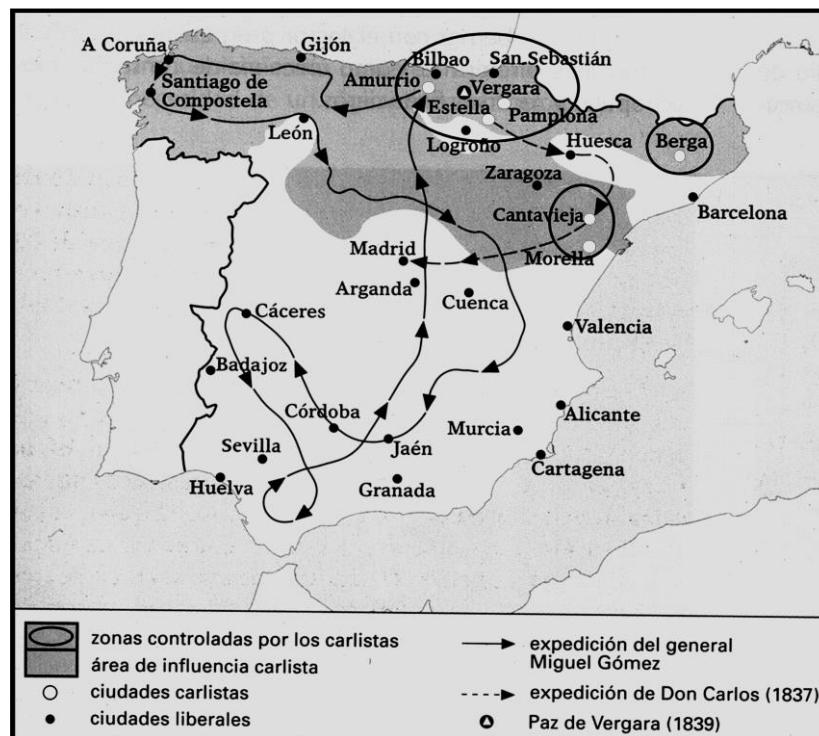 A Coruña
Gijón
Bilbao
San Sebastián
Amurrio
Vergara
Santiago de
Compostela
Estella
Pamplona
León
Logroño
Huesca
Berga
Zaragoza
Cantavieja
Barcelona
Madrid
Morella
Arganda
Cuenca
Cáceres
Valencia
Badajoz
Córdoba
Alicante
Murcia
Sevilla
Jaén
Cartagena
Huelva
Granada
zonas controladas por los carlistas
área de influencia carlista
ciudades carlistas
ciudades liberales
expedición del general
Miguel Gómez
expedición de Don Carlos (1837)
Paz de Vergara (1839)